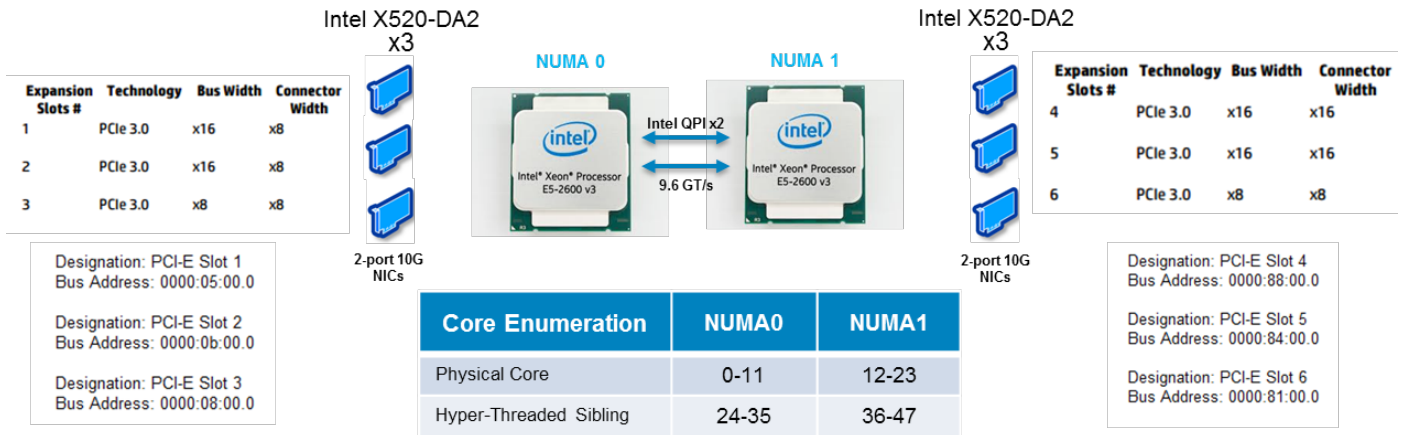 Intel X520-DA2
x3
Expansion Slots # Technology Bus Width Connector Width
1 PCIe 3.0 x16 x8
2 PCIe 3.0 x16 x8
3 PCIe 3.0 x8 x8
Designation: PCI-E Slot 1
Bus Address: 0000:05:00.0
Designation: PCI-E Slot 2
Bus Address: 0000:0b:00.0
Designation: PCI-E Slot 3
Bus Address: 0000:08:00.0
2-port 10G
NICs
NUMA 0
intel
Intel® Xeon® Processor
E5-2600 v3
Intel QPI x2
9.6 GT/s
NUMA 1
intel
Intel® Xeon® Processor
E5-2600 v3
Intel X520-DA2
x3
2-port 10G
NICs
Expansion Slots # Technology Bus Width Connector Width
4 PCIe 3.0 x16 x16
5 PCIe 3.0 x16 x16
6 PCIe 3.0 x8 x8
Designation: PCI-E Slot 4
Bus Address: 0000:88:00.0
Designation: PCI-E Slot 5
Bus Address: 0000:84:00.0
Designation: PCI-E Slot 6
Bus Address: 0000:81:00.0
Core Enumeration NUMA0 NUMA1
Physical Core 0-11 12-23
Hyper-Threaded Sibling 24-35 36-47